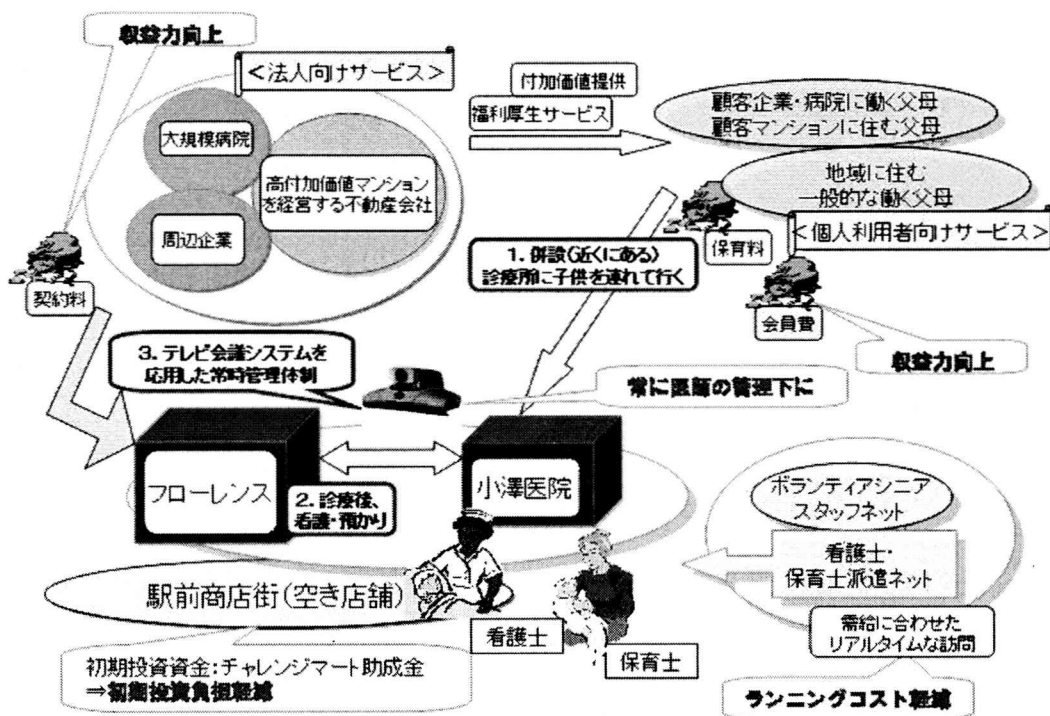 収益力向上
＜法人向けサービス＞
大規模病院
高付加価値マンション
を経営する不動産会社
周辺企業
契約料
付加価値提供
福利厚生サービス
顧客企業・病院に働く父母
顧客マンションに住む父母
地域に住む
一般的な働く父母
＜個人利用者向けサービス＞
保育料
会員費
収益力向上
1. 併設(近くにある)
診療所に子供を連れて行く
3. テレビ会議システムを
応用した常時管理体制
常に医師の管理下に
フローレンス
小澤医院
2. 診療後、
看護・預かり
ボランティアシニア
スタッフネット
看護士・
保育士派遣ネット
需給に合わせた
リアルタイムな訪問
ランニングコスト軽減
駅前商店街(空き店舗)
看護士
保育士
初期投資資金：チャレンジマート助成金
⇒初期投資負担軽減